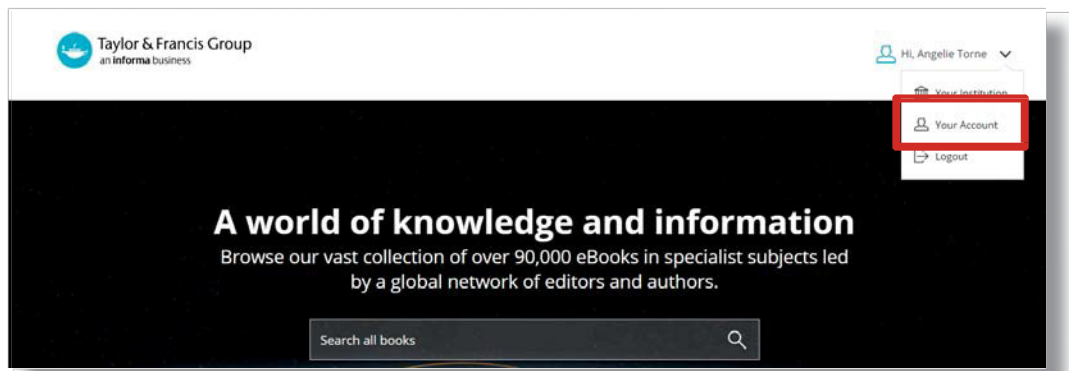 Taylor & Francis Group
an informa business
Hi, Angelie Torne
Your Institution
Your Account
Logout
A world of knowledge and information
Browse our vast collection of over 90,000 eBooks in specialist subjects led
by a global network of editors and authors.
Search all books